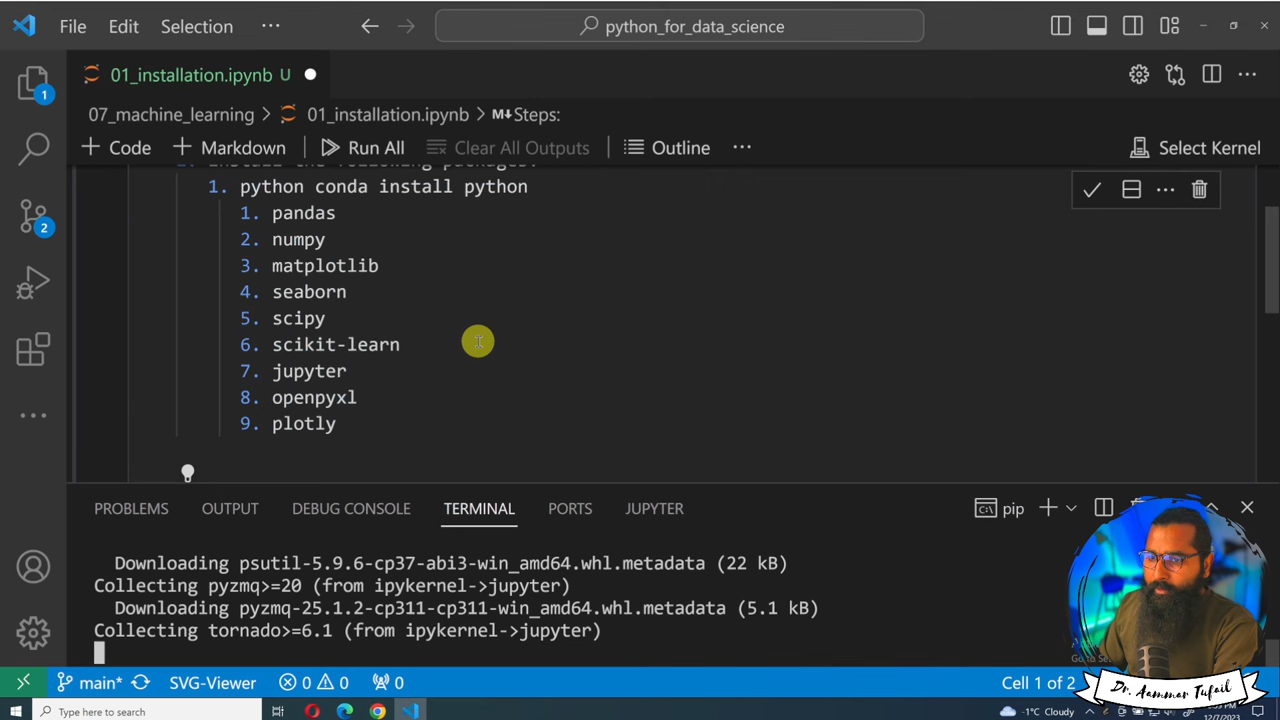 File Edit Selection ··· python_for_data_science
01_installation.ipynb U
07_machine_learning > 01_installation.ipynb > M↓Steps:
+ Code + Markdown Run All Clear All Outputs Outline ··· Select Kernel
1. python conda install python
1. pandas
2. numpy
3. matplotlib
4. seaborn
5. scipy
6. scikit-learn
7. jupyter
8. openpyxl
9. plotly
PROBLEMS OUTPUT DEBUG CONSOLE TERMINAL PORTS JUPYTER pip
Downloading psutil-5.9.6-cp37-abi3-win_amd64.whl.metadata (22 kB)
Collecting pyzmq>=20 (from ipykernel->jupyter)
Downloading pyzmq-25.1.2-cp311-cp311-win_amd64.whl.metadata (5.1 kB)
Collecting tornado>=6.1 (from ipykernel->jupyter)
main* SVG-Viewer 0 0 0 Cell 1 of 2
Dr. Aammar Tufail
Type here to search -1°C Cloudy
12/7/2023
1
2